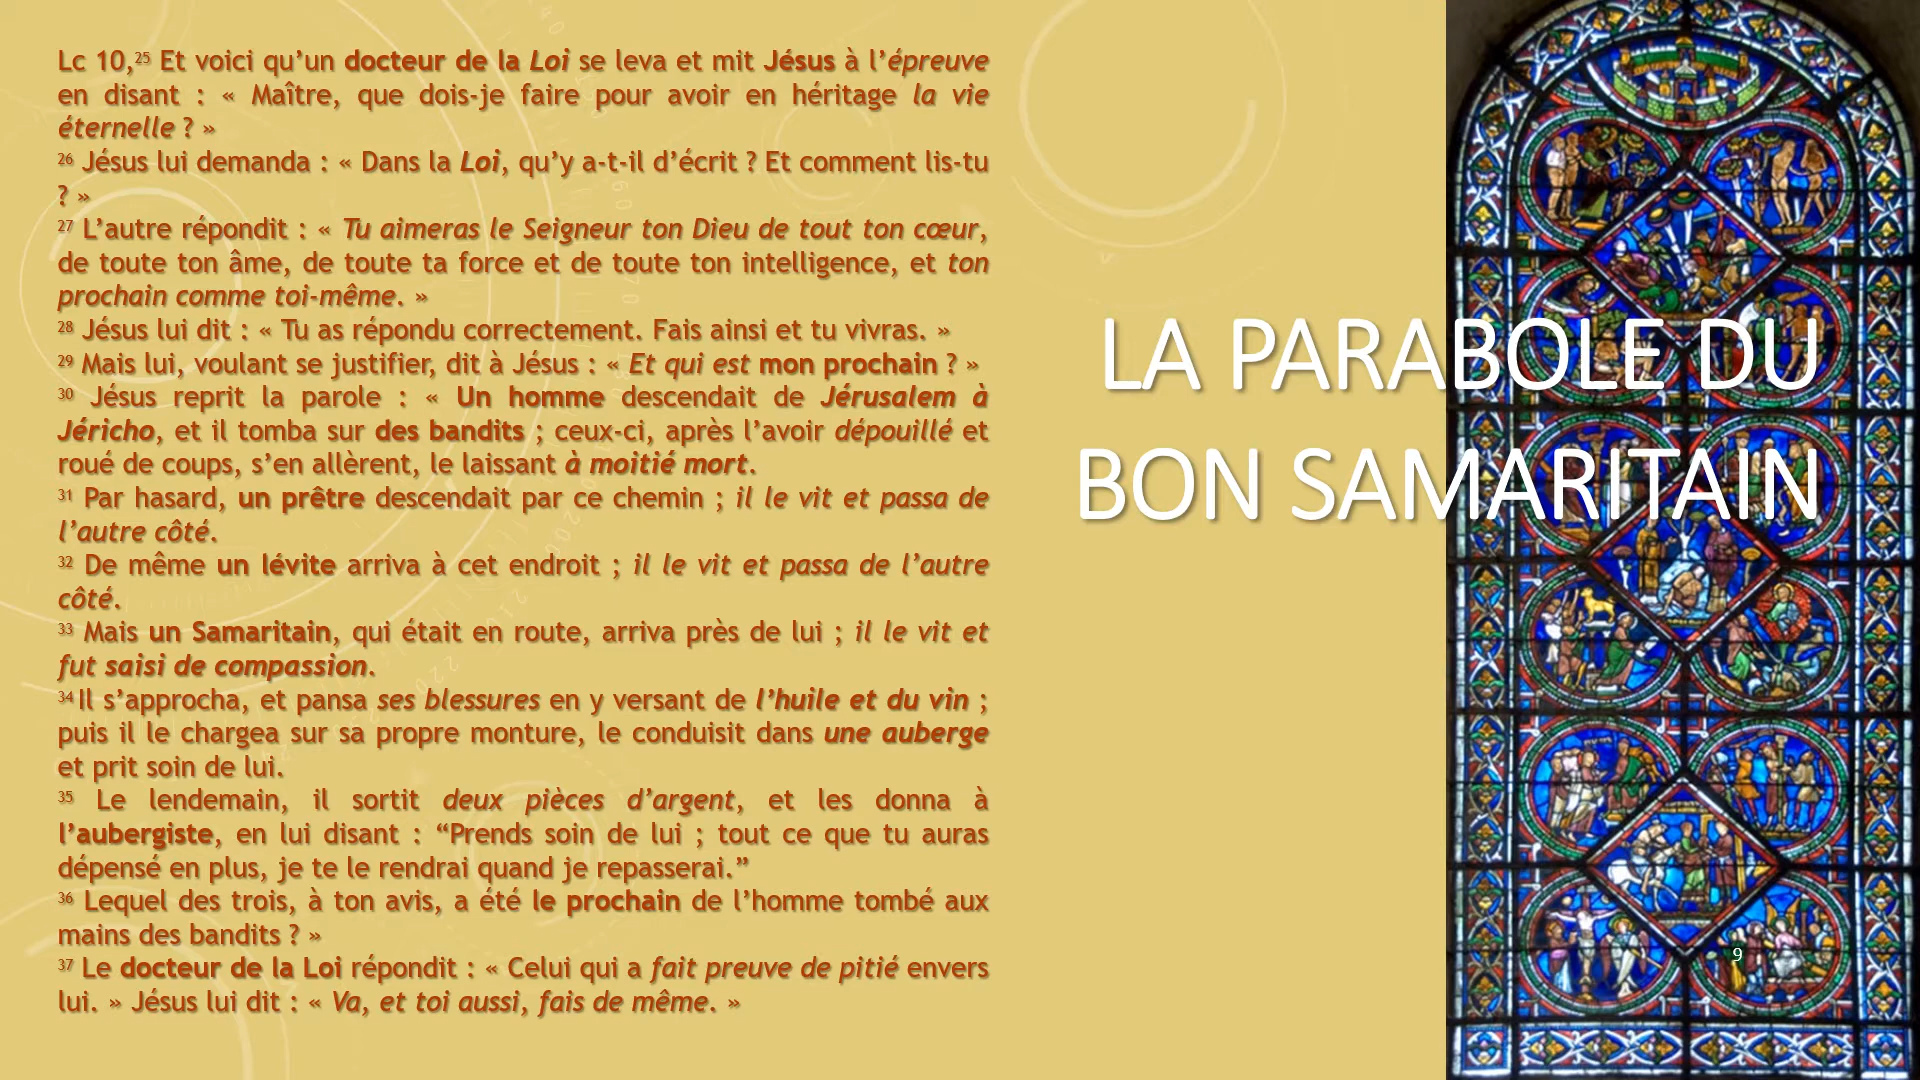 Lc 10,25 Et voici qu’un docteur de la Loi se leva et mit Jésus à l’épreuve
en disant : « Maître, que dois-je faire pour avoir en héritage la vie
éternelle ? »
26 Jésus lui demanda : « Dans la Loi, qu’y a-t-il d’écrit ? Et comment lis-tu
? »
27 L’autre répondit : « Tu aimeras le Seigneur ton Dieu de tout ton cœur,
de toute ton âme, de toute ta force et de toute ton intelligence, et ton
prochain comme toi-même. »
28 Jésus lui dit : « Tu as répondu correctement. Fais ainsi et tu vivras. »
29 Mais lui, voulant se justifier, dit à Jésus : « Et qui est mon prochain ? »
30 Jésus reprit la parole : « Un homme descendait de Jérusalem à
Jéricho, et il tomba sur des bandits ; ceux-ci, après l’avoir dépouillé et
roué de coups, s’en allèrent, le laissant à moitié mort.
31 Par hasard, un prêtre descendait par ce chemin ; il le vit et passa de
l’autre côté.
32 De même un lévite arriva à cet endroit ; il le vit et passa de l’autre
côté.
33 Mais un Samaritain, qui était en route, arriva près de lui ; il le vit et
fut saisi de compassion.
34 Il s’approcha, et pansa ses blessures en y versant de l’huile et du vin ;
puis il le chargea sur sa propre monture, le conduisit dans une auberge
et prit soin de lui.
35 Le lendemain, il sortit deux pièces d’argent, et les donna à
l’aubergiste, en lui disant : “Prends soin de lui ; tout ce que tu auras
dépensé en plus, je te le rendrai quand je repasserai.”
36 Lequel des trois, à ton avis, a été le prochain de l’homme tombé aux
mains des bandits ? »
37 Le docteur de la Loi répondit : « Celui qui a fait preuve de pitié envers
lui. » Jésus lui dit : « Va, et toi aussi, fais de même. »
LA PARABOLE DU
BON SAMARITAIN
9